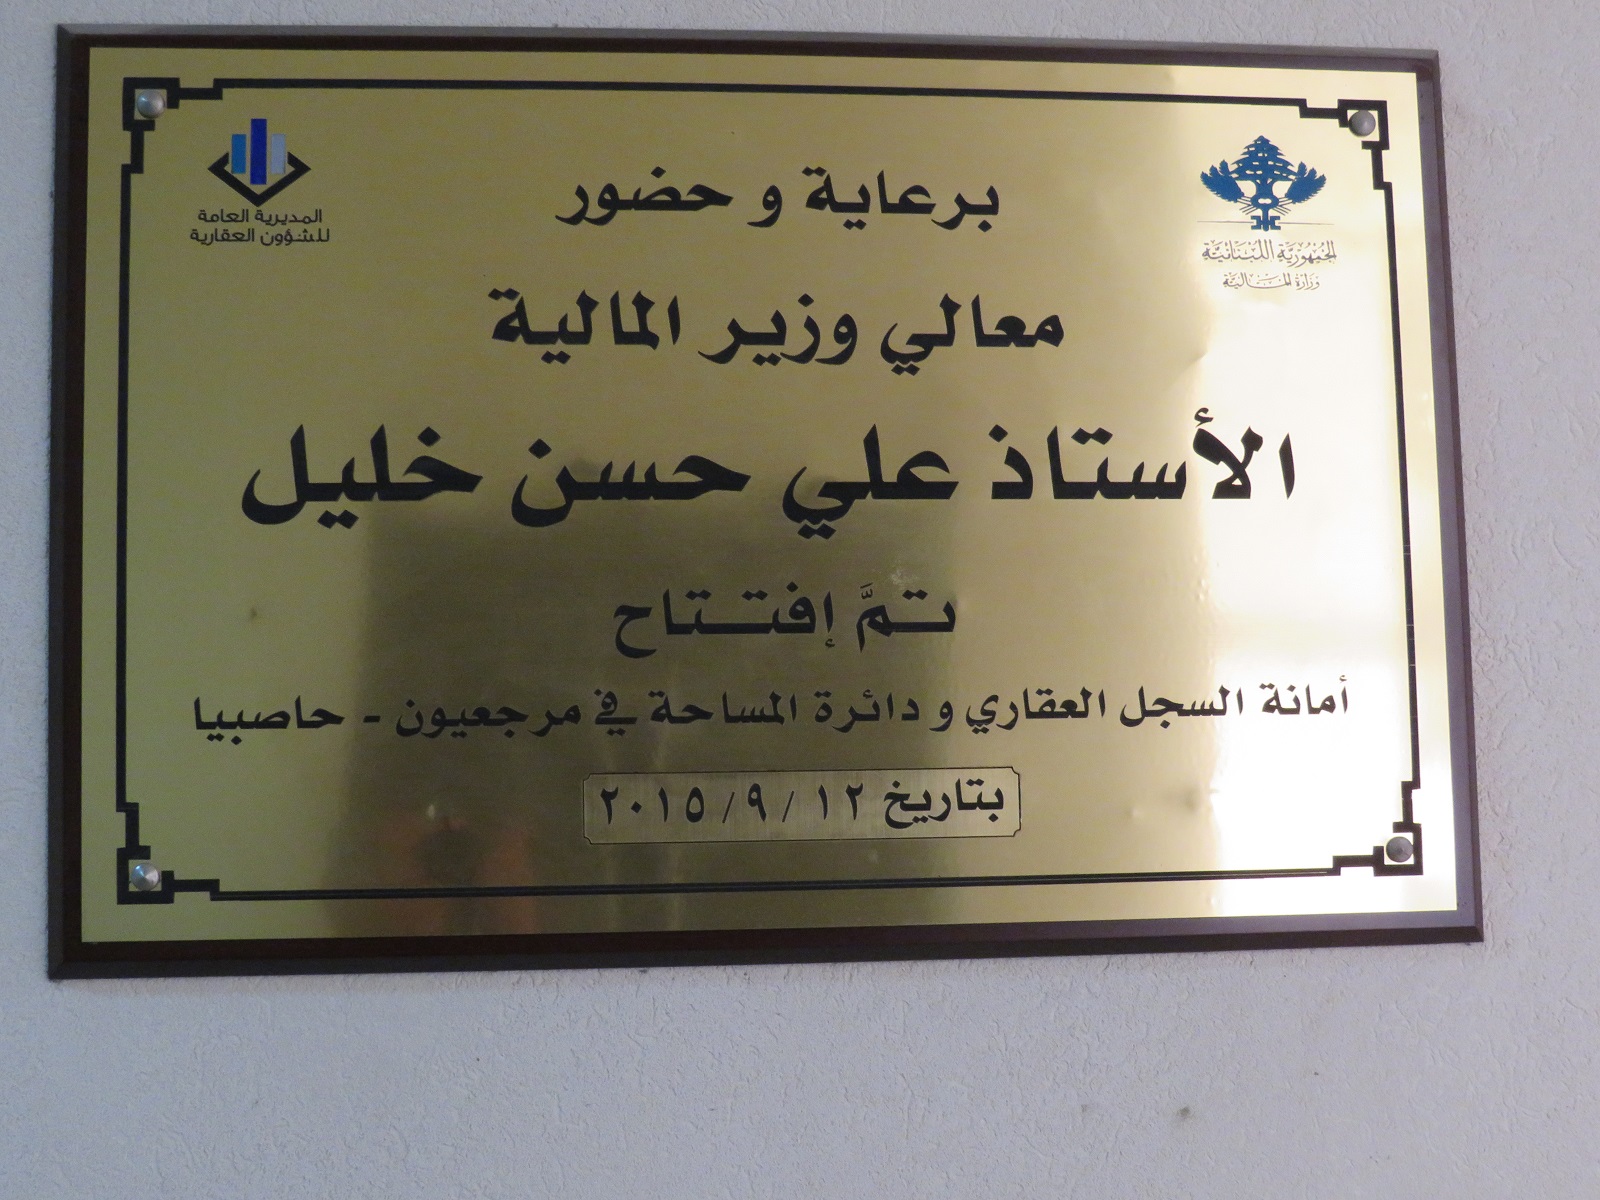 الجمهورية اللبنانية
وزارة المالية
المديرية العامة
للشؤون العقارية
برعاية و حضور
معالي وزير المالية
الأستاذ علي حسن خليل
تمَّ إفتتاح
أمانة السجل العقاري و دائرة المساحة في مرجعيون - حاصبيا
بتاريخ ١٢ / ٩ / ٢٠١٥